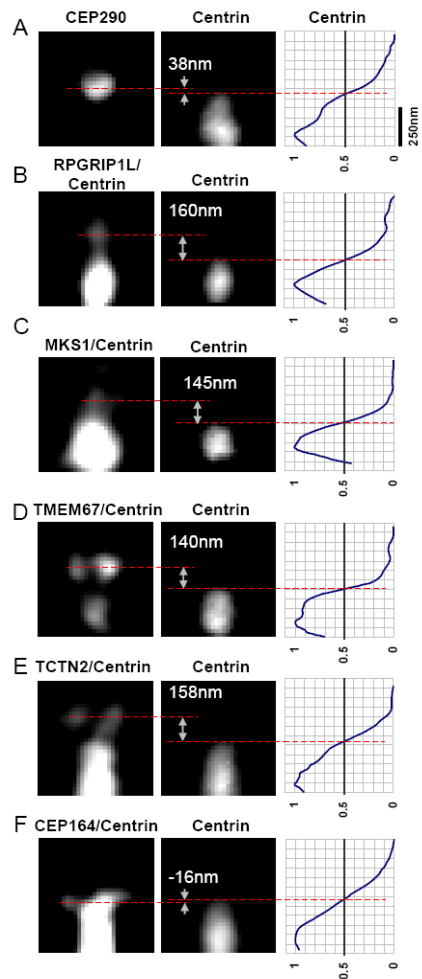 A
CEP290
Centrin
Centrin
38nm
250nm
1
0.5
0
B
RPGRIP1L/
Centrin
Centrin
160nm
1
0.5
0
C
MKS1/Centrin
Centrin
145nm
1
0.5
0
D
TMEM67/Centrin
Centrin
140nm
1
0.5
0
E
TCTN2/Centrin
Centrin
158nm
1
0.5
0
F
CEP164/Centrin
Centrin
-16nm
1
0.5
0